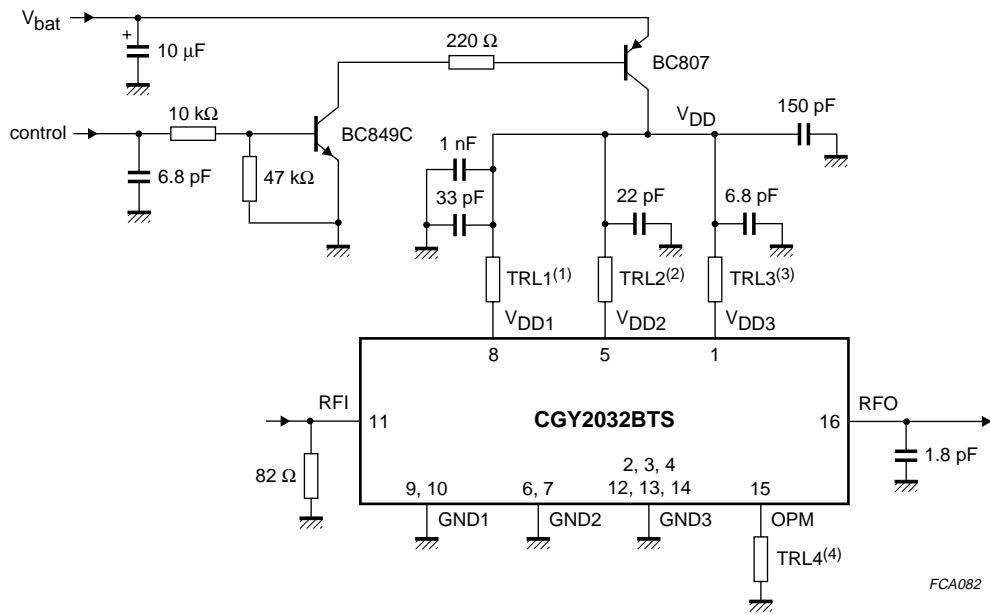 Vbat
+
10 μF
220 Ω
BC807
control
10 kΩ
BC849C
6.8 pF
47 kΩ
VDD
150 pF
1 nF
33 pF
22 pF
6.8 pF
TRL1(1)
TRL2(2)
TRL3(3)
VDD1
VDD2
VDD3
8
5
1
RFI
11
CGY2032BTS
16
RFO
82 Ω
1.8 pF
9, 10
6, 7
2, 3, 4
12, 13, 14
15
GND1
GND2
GND3
OPM
TRL4(4)
FCA082